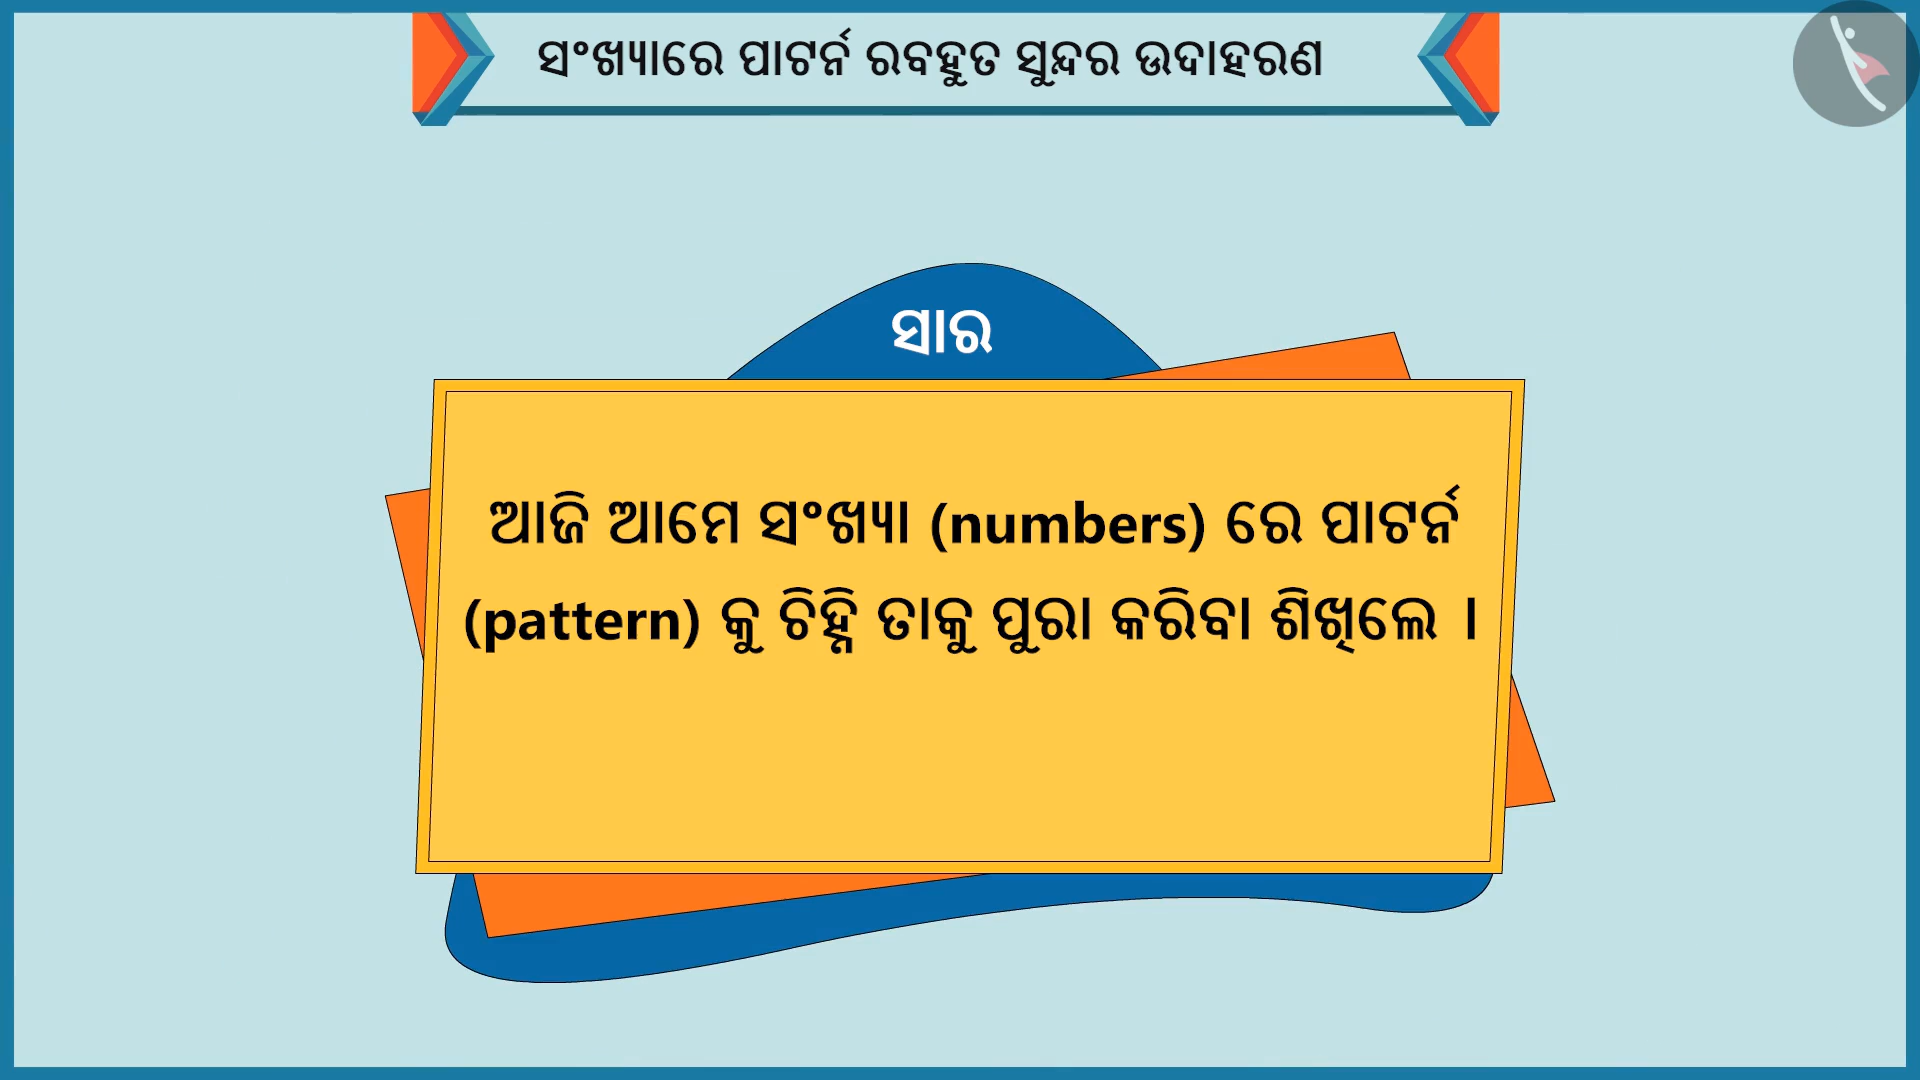 ସଂଖ୍ୟାରେ ପାଟର୍ନ ରବହୁତ ସୁନ୍ଦର ଉଦାହରଣ
ସାର
ଆଜି ଆମେ ସଂଖ୍ୟା (numbers) ରେ ପାଟର୍ନ
(pattern) କୁ ଚିହ୍ନି ତାକୁ ପୁରା କରିବା ଶିଖିଲେ ।